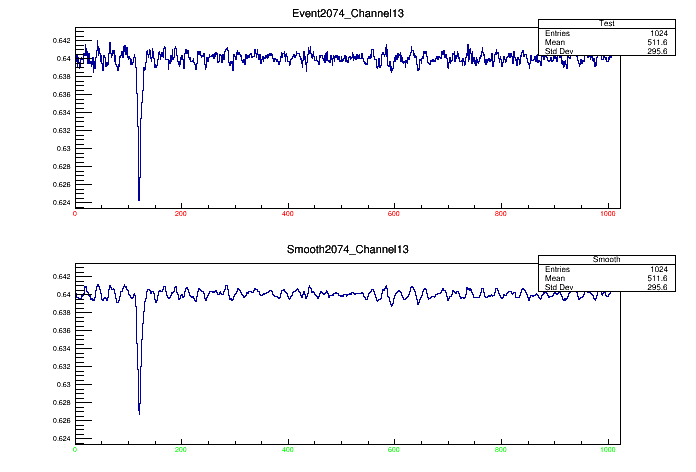 Event2074_Channel13
Test
Entries 1024
Mean 511.6
Std Dev 295.6
0.642
0.64
0.638
0.636
0.634
0.632
0.63
0.628
0.626
0.624
0 200 400 600 800 1000
Smooth2074_Channel13
Smooth
Entries 1024
Mean 511.6
Std Dev 295.6
0.642
0.64
0.638
0.636
0.634
0.632
0.63
0.628
0.626
0.624
0 200 400 600 800 1000